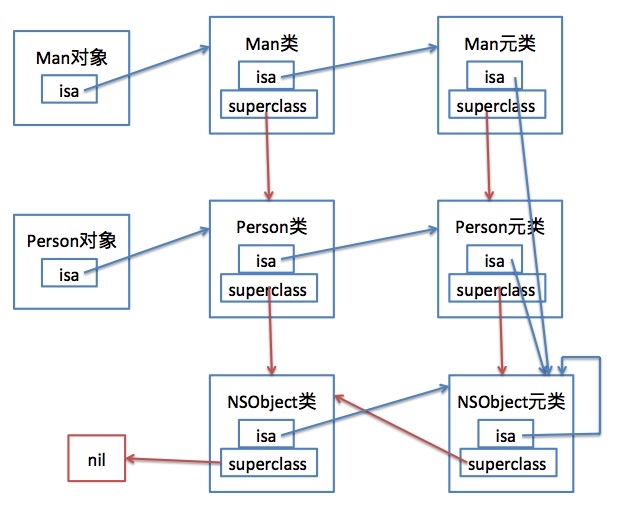 Man对象
isa
Man类
isa
superclass
Man元类
isa
superclass
Person对象
isa
Person类
isa
superclass
Person元类
isa
superclass
NSObject类
isa
superclass
NSObject元类
isa
superclass
nil